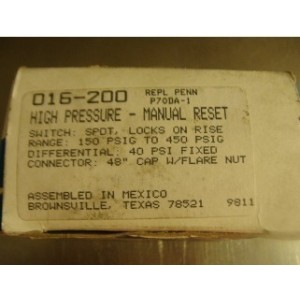 016-200
REPL PENN
P70DA-1
HIGH PRESSURE - MANUAL RESET
SWITCH: SPDT, LOCKS ON RISE
RANGE: 150 PSIG TO 450 PSIG
DIFFERENTIAL: 40 PSI FIXED
CONNECTOR: 48" CAP W/FLARE NUT
ASSEMBLED IN MEXICO
BROWNSVILLE, TEXAS 78521 9811